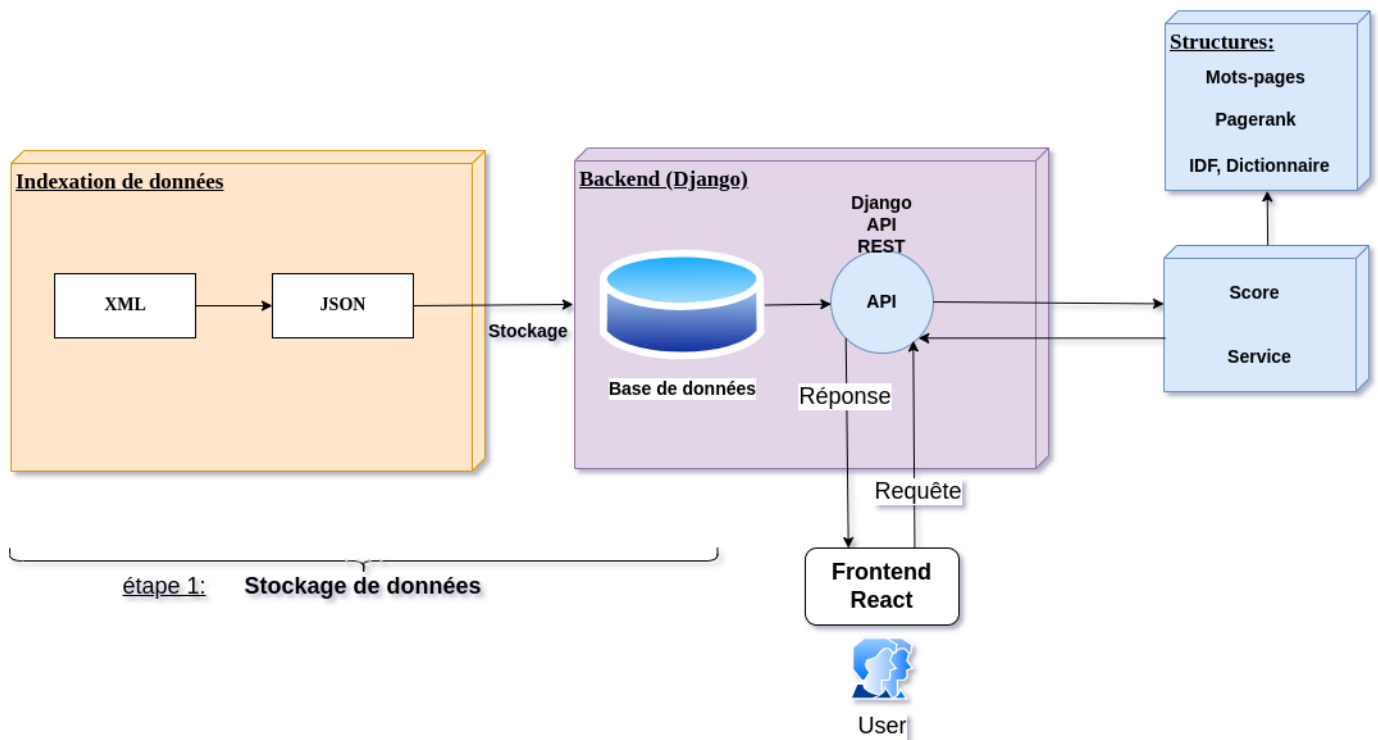 Structures:
Mots-pages
Pagerank
IDF, Dictionnaire
Indexation de données
XML
JSON
Stockage
Backend (Django)
Django
API
REST
API
Base de données
Score
Service
Réponse
Requête
étape 1: Stockage de données
Frontend
React
User